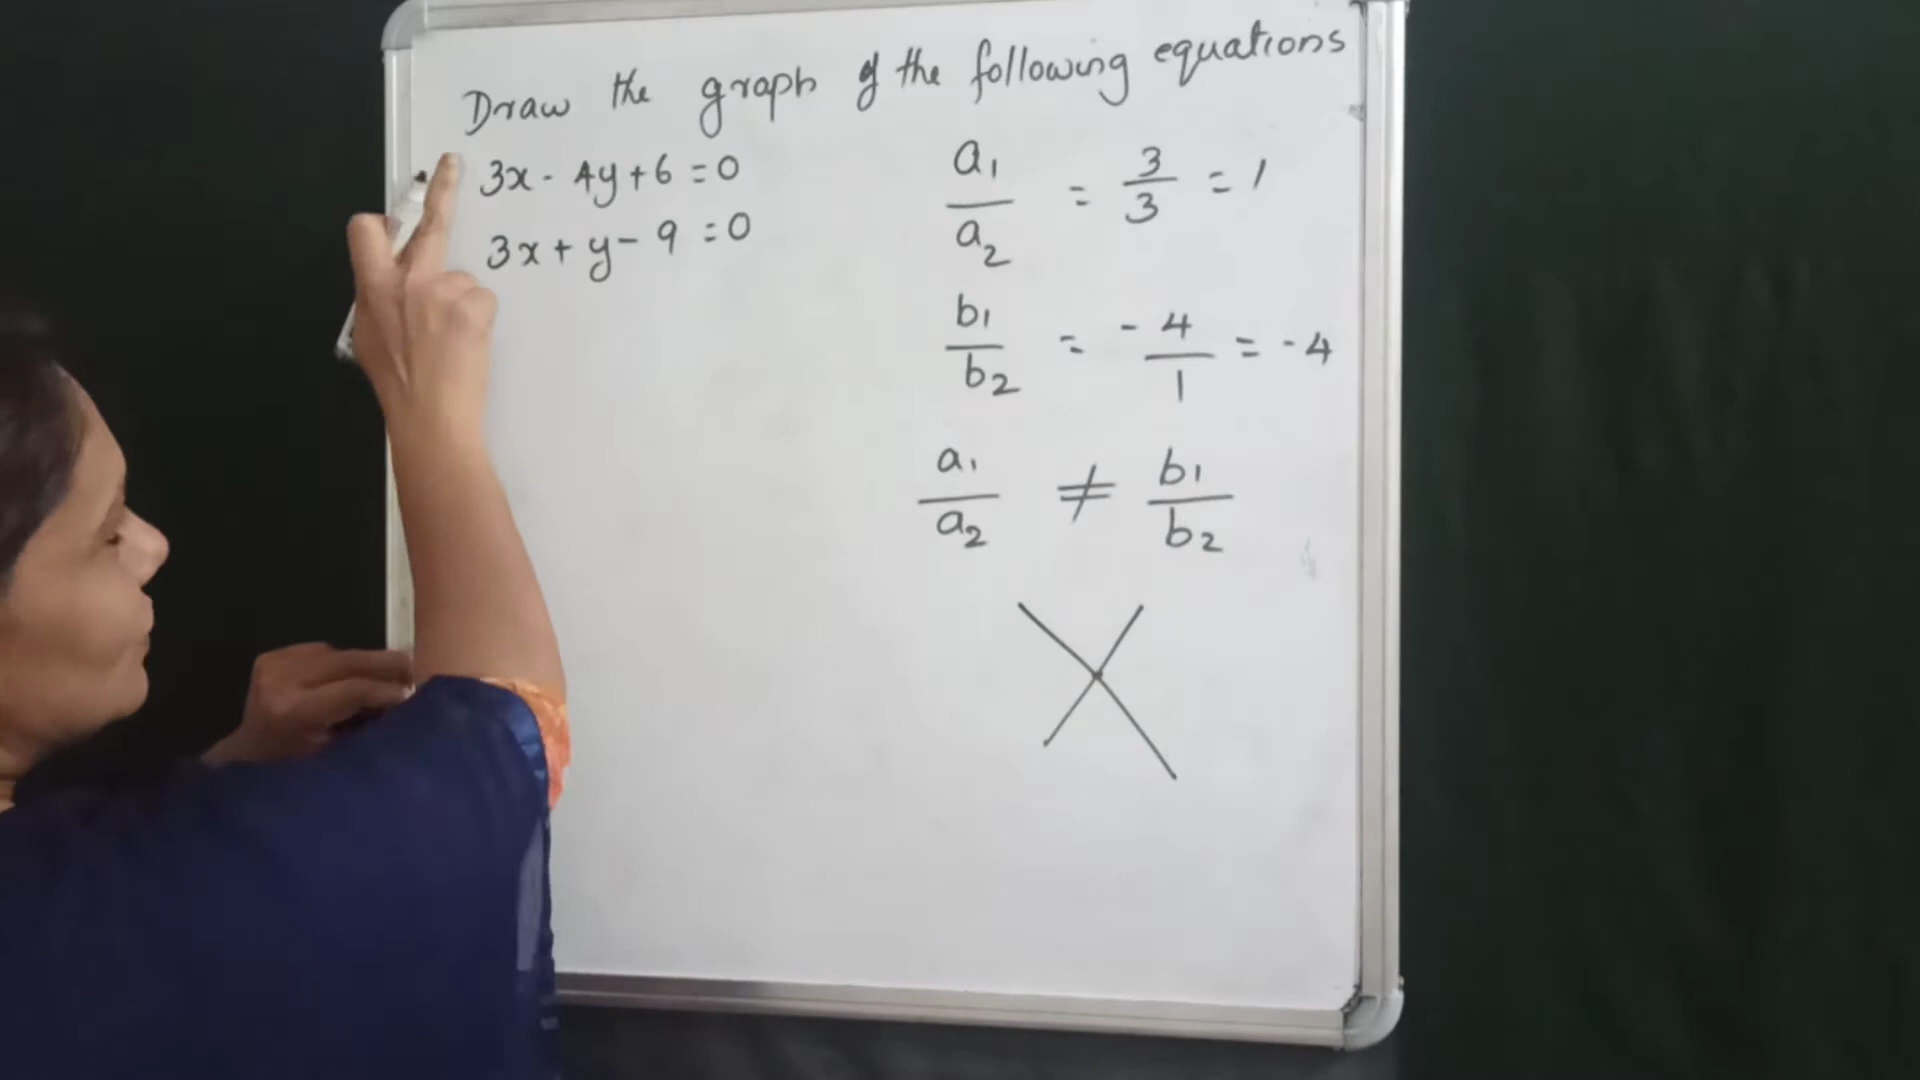 Draw the graph of the following equations
3x - 4y + 6 = 0
3x + y - 9 = 0
a₁/a₂ = 3/3 = 1
b₁/b₂ = -4/1 = -4
a₁/a₂ ≠ b₁/b₂